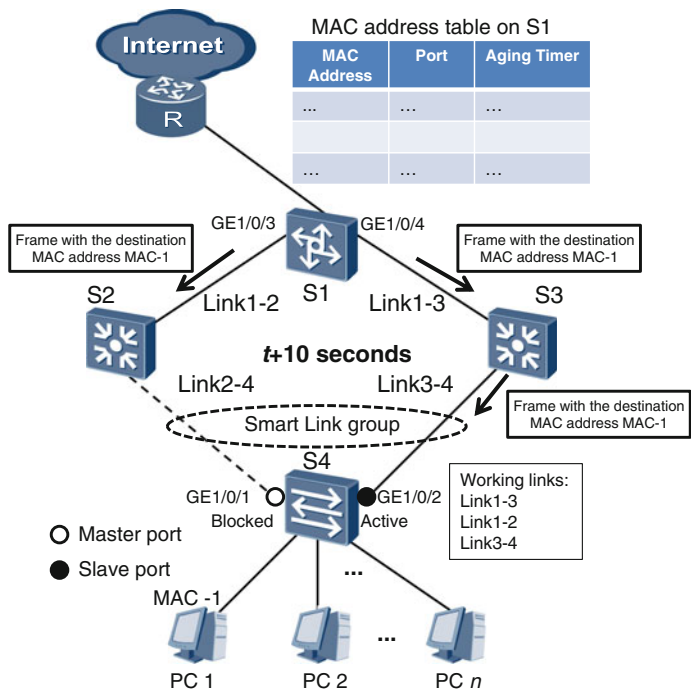 Internet
R
MAC address table on S1
MAC Address
Port
Aging Timer
... ... ...
... ... ...
GE1/0/3
GE1/0/4
S1
Frame with the destination
MAC address MAC-1
Frame with the destination
MAC address MAC-1
S2
S3
Link1-2
Link1-3
t+10 seconds
Link2-4
Link3-4
Frame with the destination
MAC address MAC-1
Smart Link group
S4
GE1/0/1
GE1/0/2
Blocked
Active
Working links:
Link1-3
Link1-2
Link3-4
Master port
Slave port
...
MAC -1
...
PC 1
PC 2
PC n